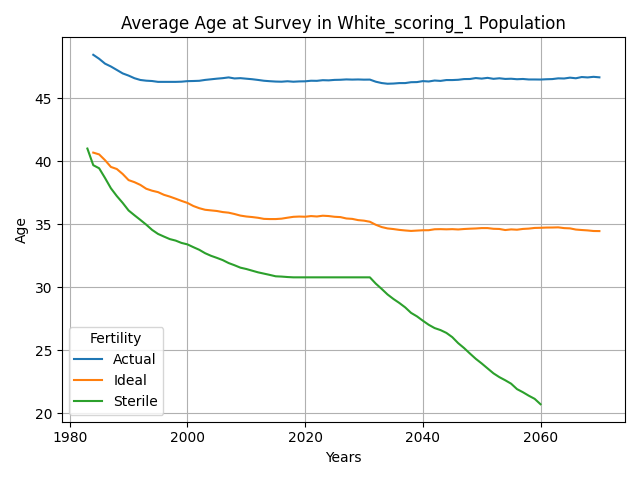 Average Age at Survey in White_scoring_1 Population
Age
45
40
35
30
25
20
Fertility
Actual
Ideal
Sterile
1980
2000
2020
2040
2060
Years